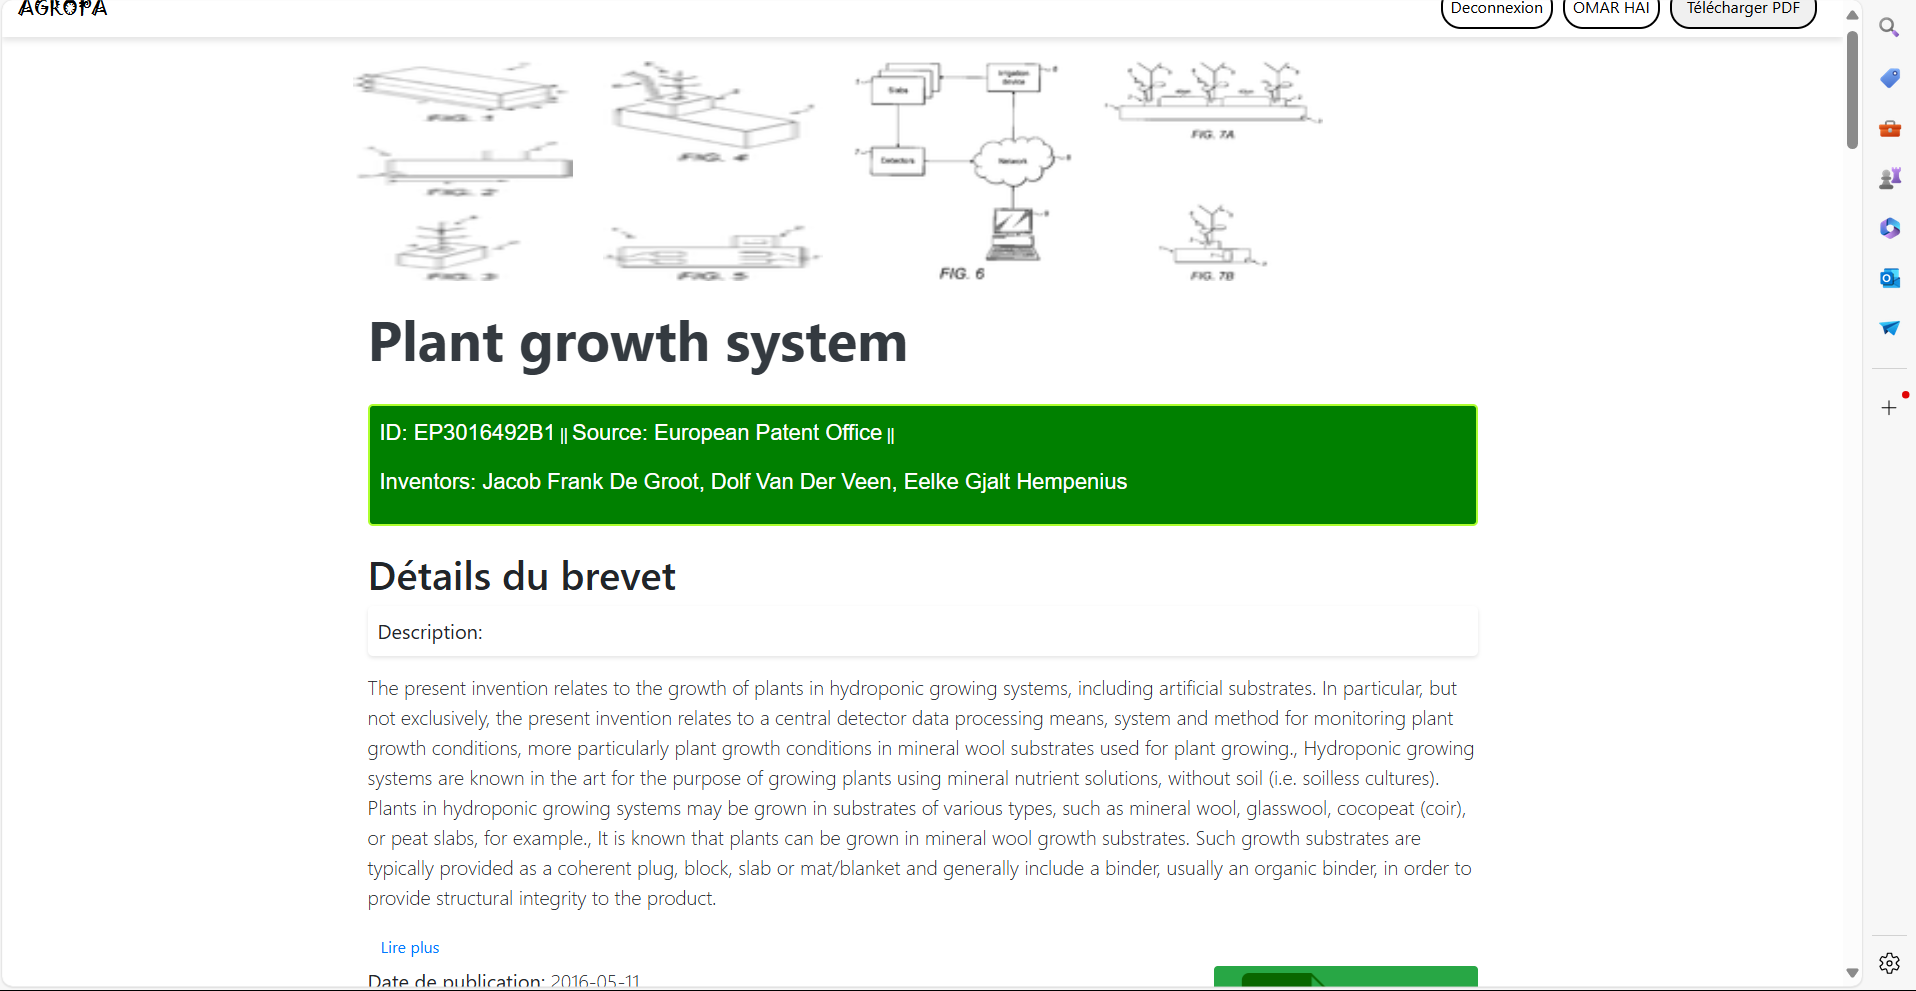 AGROPA
Deconnexion
OMAR HAI
Télécharger PDF
FIG. 1
FIG. 2
FIG. 3
FIG. 4
FIG. 5
Slabs
Irrigation
device
Detectors
Network
FIG. 6
FIG. 7A
FIG. 7B
Plant growth system
ID: EP3016492B1 || Source: European Patent Office ||
Inventors: Jacob Frank De Groot, Dolf Van Der Veen, Eelke Gjalt Hempenius
Détails du brevet
Description:
The present invention relates to the growth of plants in hydroponic growing systems, including artificial substrates. In particular, but
not exclusively, the present invention relates to a central detector data processing means, system and method for monitoring plant
growth conditions, more particularly plant growth conditions in mineral wool substrates used for plant growing., Hydroponic growing
systems are known in the art for the purpose of growing plants using mineral nutrient solutions, without soil (i.e. soilless cultures).
Plants in hydroponic growing systems may be grown in substrates of various types, such as mineral wool, glasswool, cocopeat (coir),
or peat slabs, for example., It is known that plants can be grown in mineral wool growth substrates. Such growth substrates are
typically provided as a coherent plug, block, slab or mat/blanket and generally include a binder, usually an organic binder, in order to
provide structural integrity to the product.
Lire plus
Date de publication: 2016-05-11